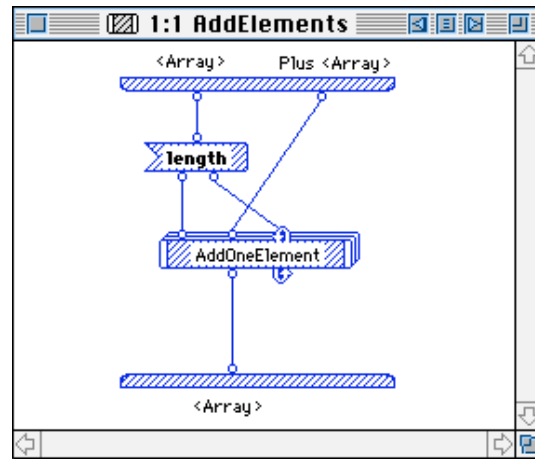 1:1 AddElements
<Array> Plus <Array>
length
AddOneElement
<Array>